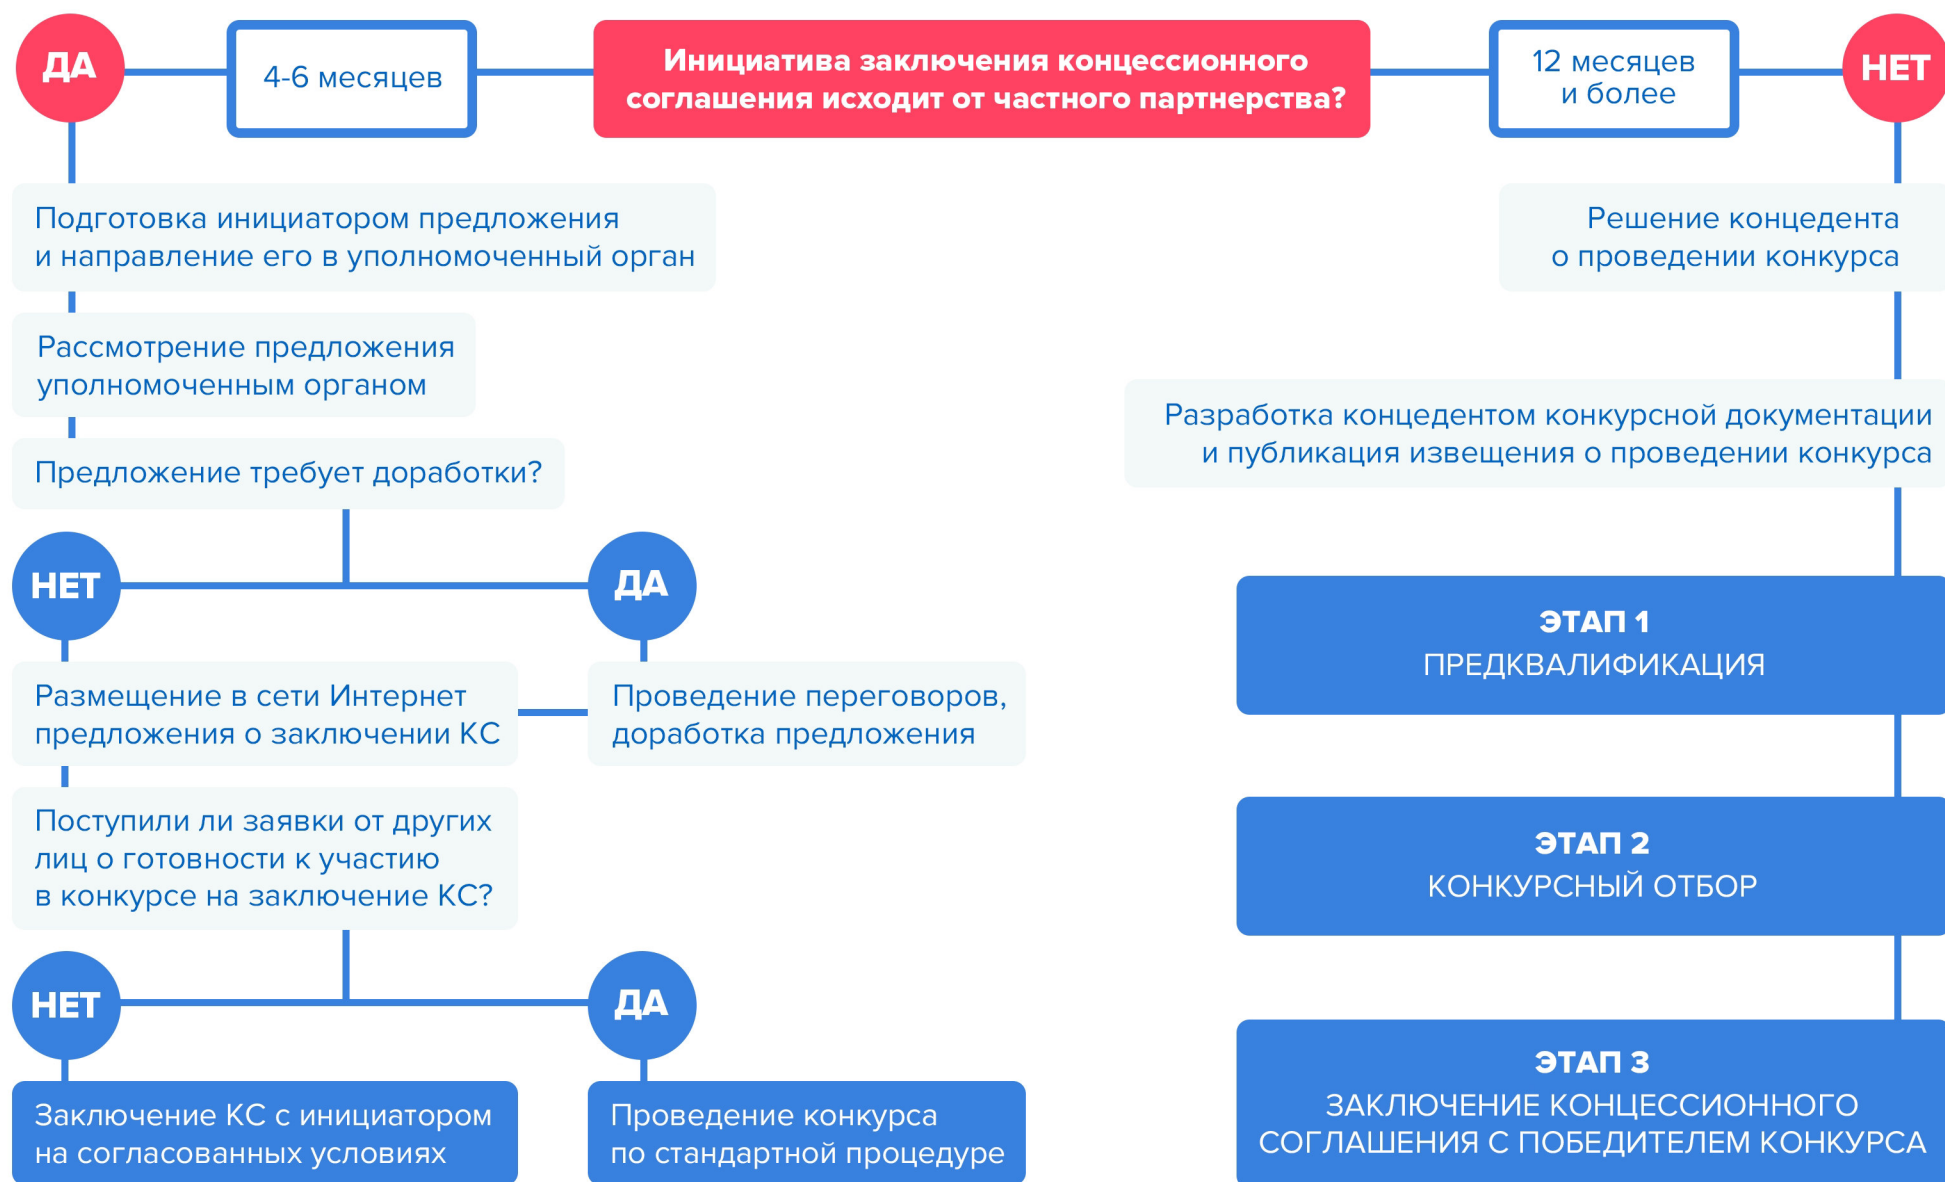 ДА
4-6 месяцев
Инициатива заключения концессионного
соглашения исходит от частного партнерства?
12 месяцев
и более
НЕТ
Подготовка инициатором предложения
и направление его в уполномоченный орган
Рассмотрение предложения
уполномоченным органом
Предложение требует доработки?
НЕТ
ДА
Размещение в сети Интернет
предложения о заключении КС
Проведение переговоров,
доработка предложения
Поступили ли заявки от других
лиц о готовности к участию
в конкурсе на заключение КС?
НЕТ
ДА
Заключение КС с инициатором
на согласованных условиях
Проведение конкурса
по стандартной процедуре
Решение концедента
о проведении конкурса
Разработка концедентом конкурсной документации
и публикация извещения о проведении конкурса
ЭТАП 1
ПРЕДКВАЛИФИКАЦИЯ
ЭТАП 2
КОНКУРСНЫЙ ОТБОР
ЭТАП 3
ЗАКЛЮЧЕНИЕ КОНЦЕССИОННОГО
СОГЛАШЕНИЯ С ПОБЕДИТЕЛЕМ КОНКУРСА